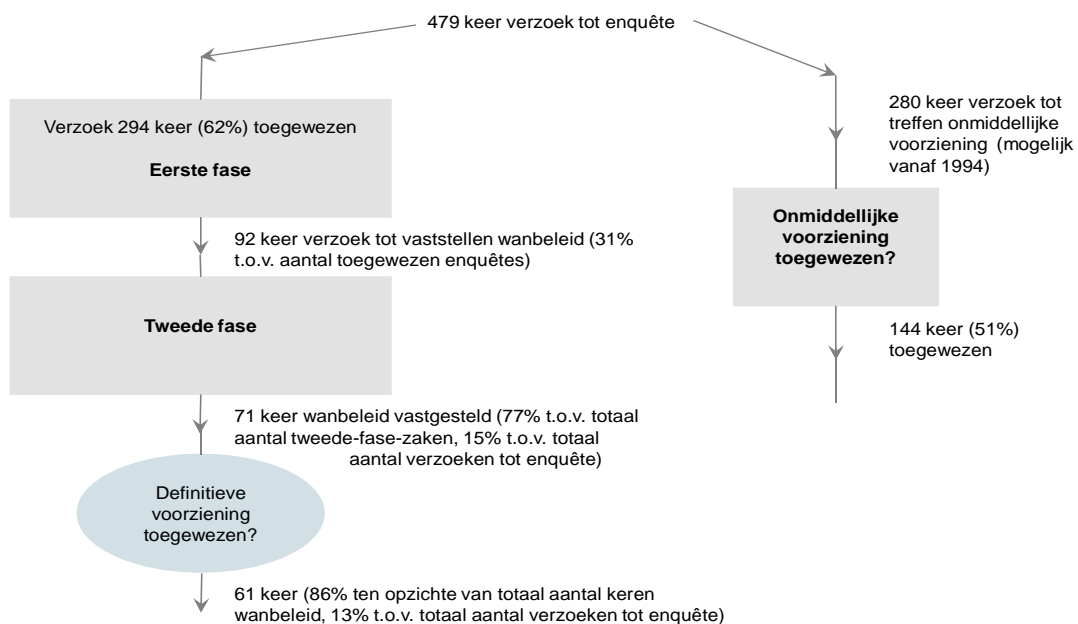 479 keer verzoek tot enquête
Verzoek 294 keer (62%) toegewezen
Eerste fase
92 keer verzoek tot vaststellen wanbeleid (31%
t.o.v. aantal toegewezen enquêtes)
Tweede fase
71 keer wanbeleid vastgesteld (77% t.o.v. totaal
aantal tweede-fase-zaken, 15% t.o.v. totaal
aantal verzoeken tot enquête)
Definitieve
voorziening
toegewezen?
61 keer (86% ten opzichte van totaal aantal keren
wanbeleid, 13% t.o.v. totaal aantal verzoeken tot enquête)
280 keer verzoek tot
treffen onmiddellijke
voorziening (mogelijk
vanaf 1994)
Onmiddellijke
voorziening
toegewezen?
144 keer (51%)
toegewezen